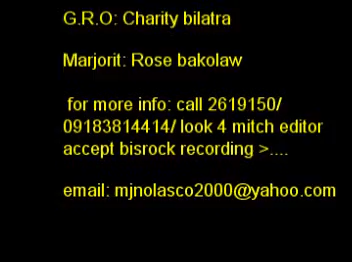 G.R.O: Charity bilatra
Marjorit: Rose bakolaw
for more info: call 2619150/
09183814414/ look 4 mitch editor
accept bisrock recording >....
email: mjnolasco2000@yahoo.com